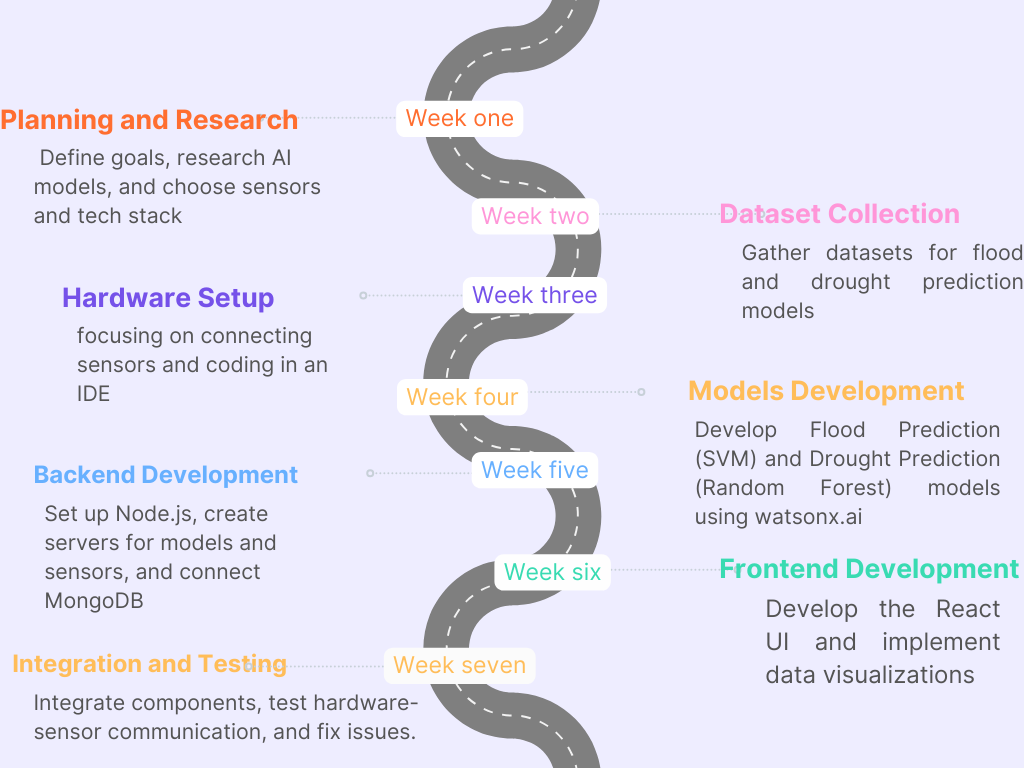 Planning and Research
Week one
Define goals, research AI
models, and choose sensors
and tech stack
Week two
Dataset Collection
Gather datasets for flood
and drought prediction
models
Hardware Setup
Week three
focusing on connecting
sensors and coding in an
IDE
Week four
Models Development
Develop Flood Prediction
(SVM) and Drought Prediction
(Random Forest) models
using watsonx.ai
Backend Development
Week five
Set up Node.js, create
servers for models and
sensors, and connect
MongoDB
Week six
Frontend Development
Develop the React
UI and implement
data visualizations
Integration and Testing
Week seven
Integrate components, test hardware-
sensor communication, and fix issues.